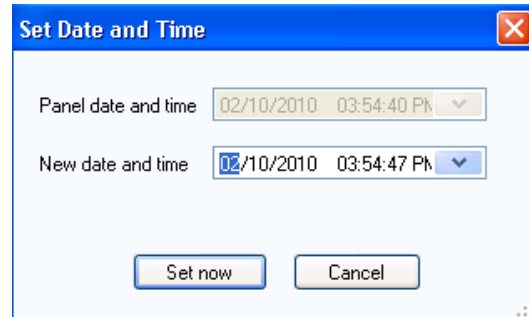 Set Date and Time
Panel date and time 02/10/2010 03:54:40 PM
New date and time 02/10/2010 03:54:47 PM
Set now Cancel